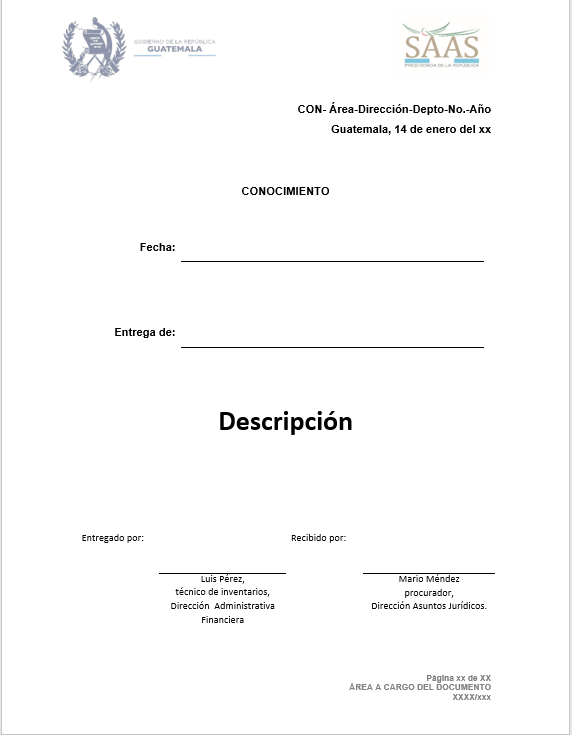 GOBIERNO DE LA REPÚBLICA
GUATEMALA
SAAS
PRESIDENCIA DE LA REPÚBLICA
CON- Área-Dirección-Depto-No.-Año
Guatemala, 14 de enero del xx
CONOCIMIENTO
Fecha:
Entrega de:
Descripción
Entregado por:
Recibido por:
Luis Pérez,
técnico de inventarios,
Dirección Administrativa
Financiera
Mario Méndez
procurador,
Dirección Asuntos Jurídicos.
Página xx de XX
ÁREA A CARGO DEL DOCUMENTO
XXXX/xxx